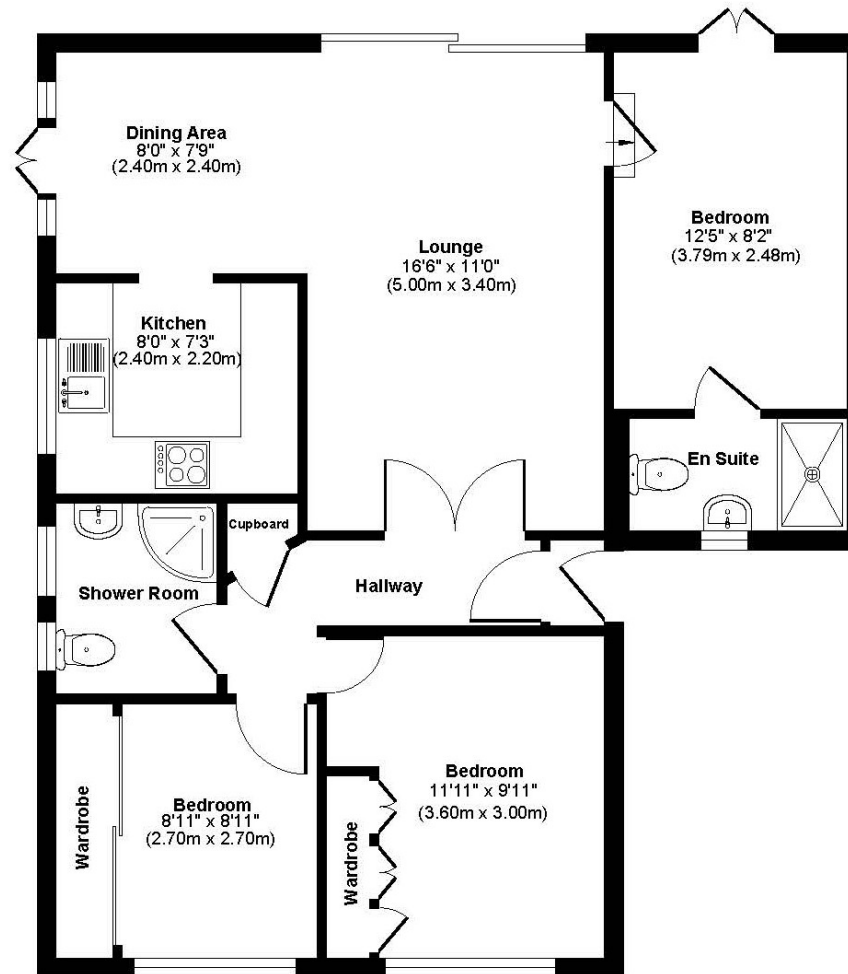 Dining Area
8'0" x 7'9"
(2.40m x 2.40m)
Lounge
16'6" x 11'0"
(5.00m x 3.40m)
Bedroom
12'5" x 8'2"
(3.79m x 2.48m)
Kitchen
8'0" x 7'3"
(2.40m x 2.20m)
En Suite
Cupboard
Shower Room
Hallway
Wardrobe
Bedroom
8'11" x 8'11"
(2.70m x 2.70m)
Wardrobe
Bedroom
11'11" x 9'11"
(3.60m x 3.00m)